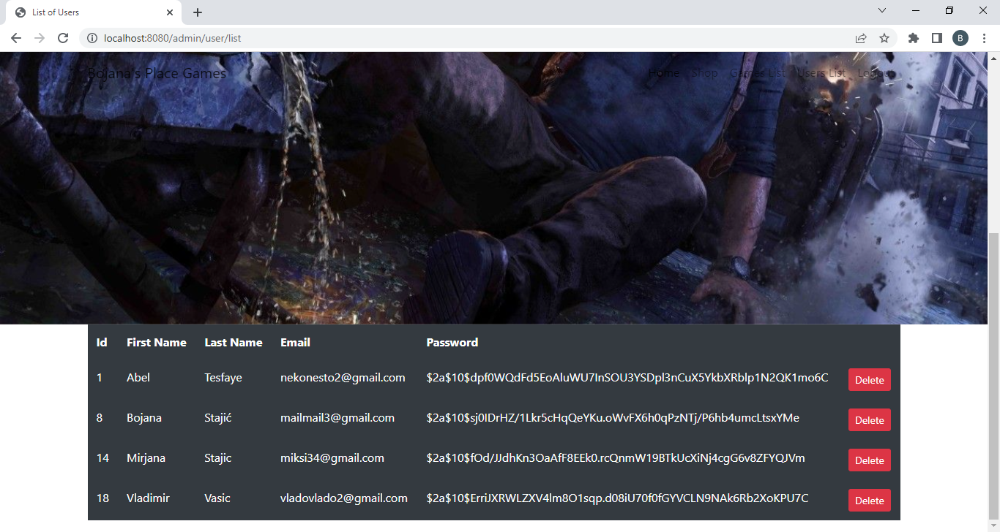 List of Users
localhost:8080/admin/user/list
B
Bojana's Place Games Home Shop Games List Users List Logout
Id First Name Last Name Email Password
1 Abel Tesfaye nekonesto2@gmail.com $2a$10$dpf0WQdFd5EoAluWU7InSOU3YSDpl3nCuX5YkbXRblp1N2QK1mo6C Delete
8 Bojana Stajić mailmail3@gmail.com $2a$10$sj0IDrHZ/1Lkr5cHqQeYKu.oWvFX6h0qPzNTj/P6hb4umcLtsxYMe Delete
14 Mirjana Stajic miksi34@gmail.com $2a$10$fOd/JJdhKn3OaAfF8EEk0.rcQnmW19BTkUcXiNj4cgG6v8ZFYQJVm Delete
18 Vladimir Vasic vladovlado2@gmail.com $2a$10$ErriJXRWLZXV4lm8O1sqp.d08iU70f0fGYVCLN9NAk6Rb2XoKPU7C Delete